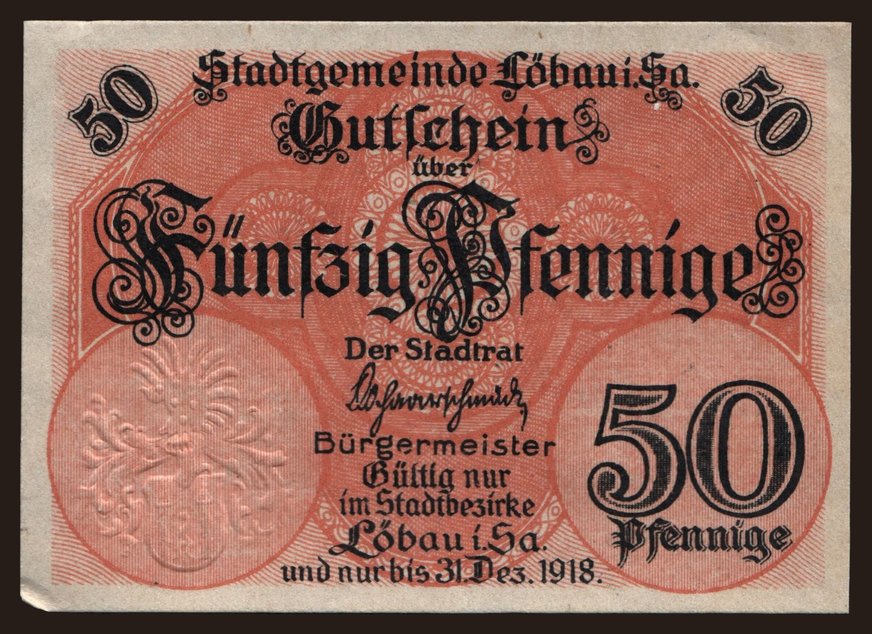 50
Stadtgemeinde Löbau i. Sa.
50
Gutschein
über
Fünfzig Pfennige
Der Stadtrat
Schaarschmidt
Bürgermeister
Gültig nur
im Stadtbezirke
Löbau i. Sa.
und nur bis 31. Dez. 1918.
50
Pfennige